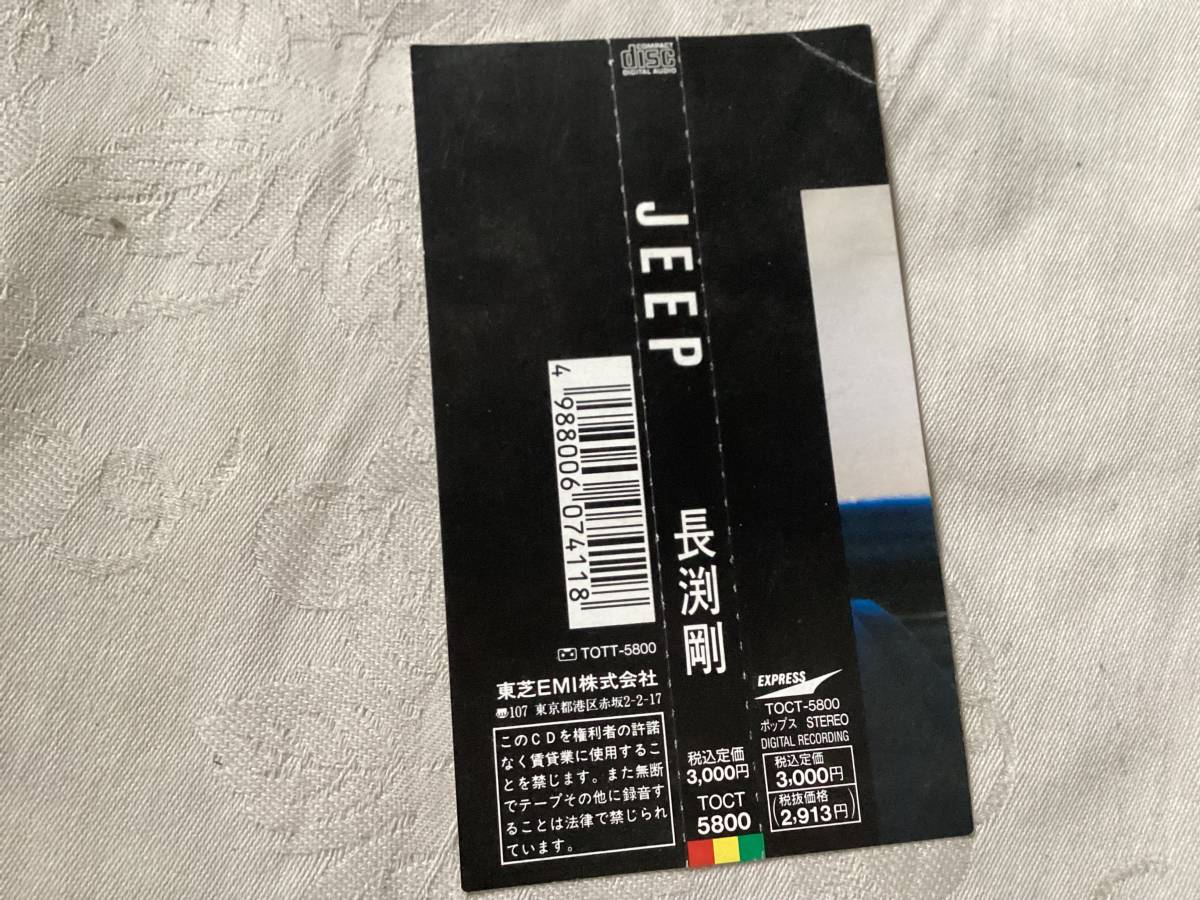 COMPACT
disc
DIGITAL AUDIO
JEEP
長渕剛
税込定価
3,000円
TOCT
5800
4 988006 074118
TOTT-5800
東芝EMI株式会社
〠107 東京都港区赤坂2-2-17
このCDを権利者の許諾
なく賃貸業に使用するこ
とを禁じます。また無断
でテープその他に録音す
ることは法律で禁じられ
ています。
EXPRESS
TOCT-5800
ポップス STEREO
DIGITAL RECORDING
税込定価
3,000円
(税抜価格
2,913円)